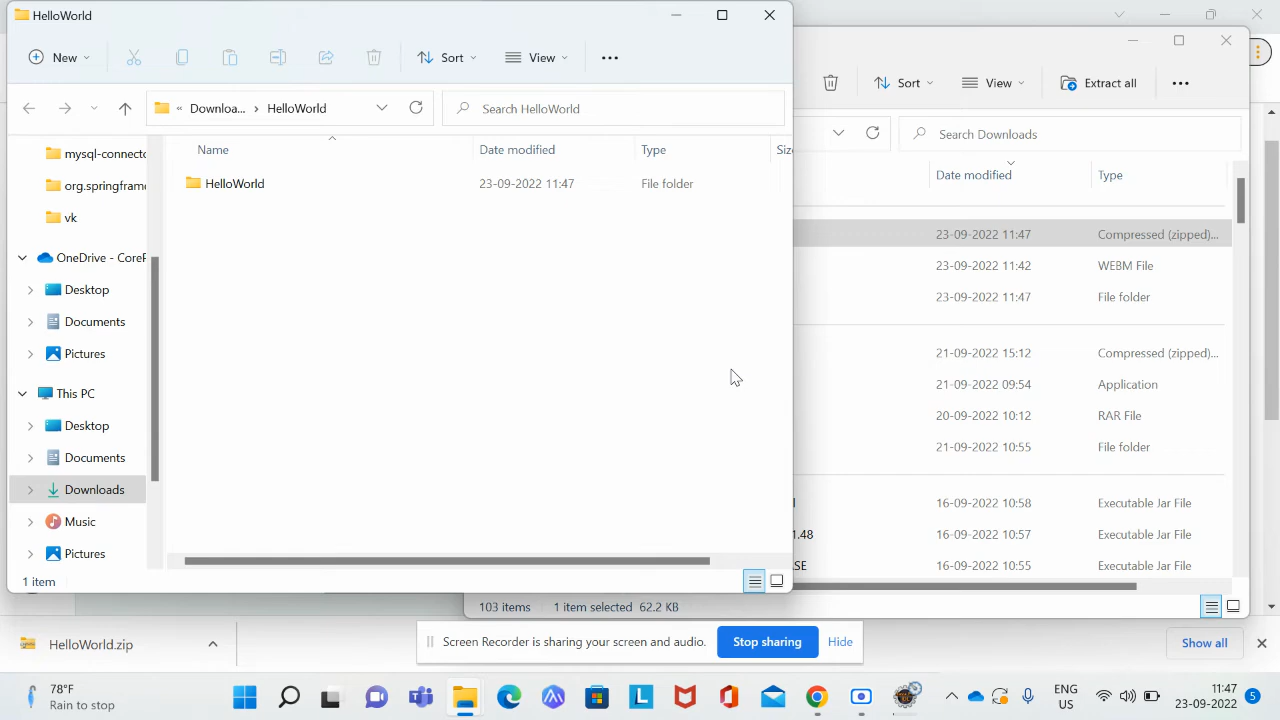 HelloWorld
New
Sort
View
Downloa...
HelloWorld
Search HelloWorld
Name
Date modified
Type
Siz
HelloWorld
23-09-2022 11:47
File folder
mysql-connecto
org.springframe
vk
OneDrive - CoreP
Desktop
Documents
Pictures
This PC
Desktop
Documents
Downloads
Music
Pictures
1 item
Sort
View
Extract all
Search Downloads
Date modified
Type
23-09-2022 11:47
Compressed (zipped)...
23-09-2022 11:42
WEBM File
23-09-2022 11:47
File folder
21-09-2022 15:12
Compressed (zipped)...
21-09-2022 09:54
Application
20-09-2022 10:12
RAR File
21-09-2022 10:55
File folder
16-09-2022 10:58
Executable Jar File
1.48
16-09-2022 10:57
Executable Jar File
SE
16-09-2022 10:55
Executable Jar File
103 items
1 item selected 62.2 KB
HelloWorld.zip
Screen Recorder is sharing your screen and audio.
Stop sharing
Hide
Show all
78°F
Rain to stop
ENG
US
11:47
23-09-2022
5